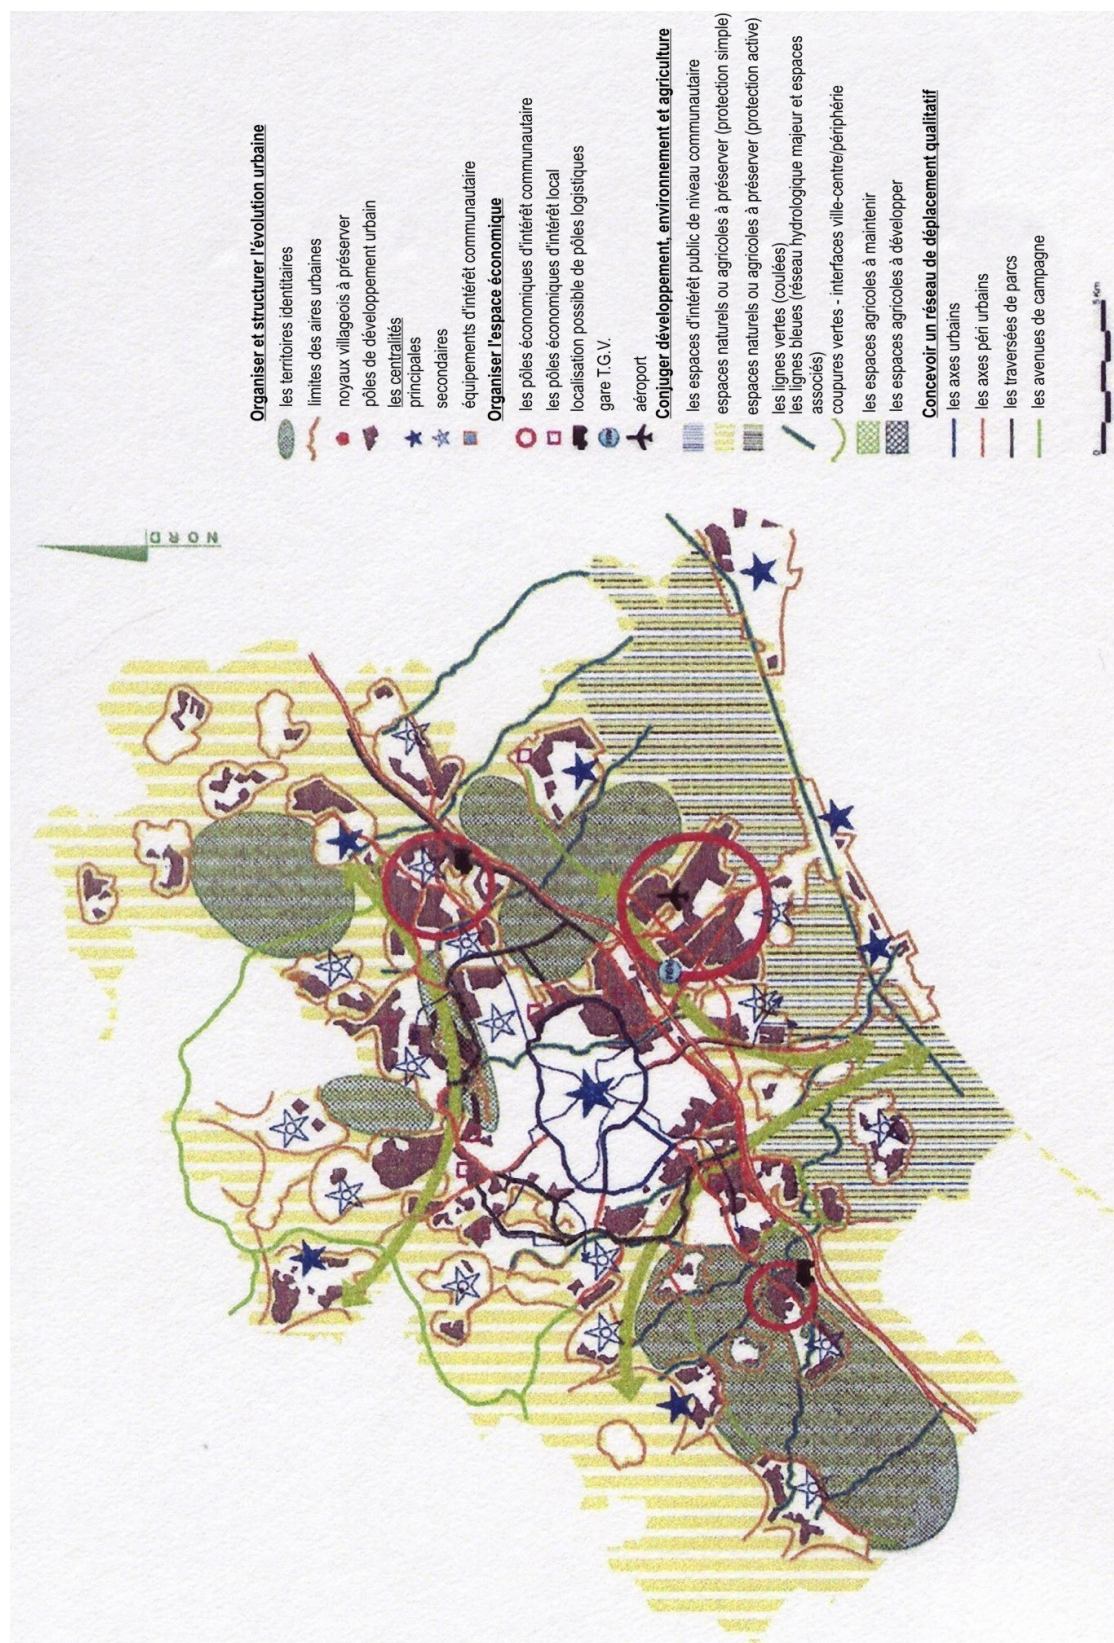 Organiser et structurer l'évolution urbaine
les territoires identitaires
limites des aires urbaines
noyaux villageois à préserver
pôles de développement urbain
les centralités
principales
secondaires
équipements d'intérêt communautaire
Organiser l'espace économique
les pôles économiques d'intérêt communautaire
les pôles économiques d'intérêt local
localisation possible de pôles logistiques
gare T.G.V.
aéroport
Conjuger développement, environnement et agriculture
les espaces d'intérêt public de niveau communautaire
espaces naturels ou agricoles à préserver (protection simple)
espaces naturels ou agricoles à préserver (protection active)
les lignes vertes (coulées)
les lignes bleues (réseau hydrologique majeur et espaces
associés)
coupures vertes - interfaces ville-centre/périphérie
les espaces agricoles à maintenir
les espaces agricoles à développer
Concevoir un réseau de déplacement qualitatif
les axes urbains
les axes péri urbains
les traversées de parcs
les avenues de campagne
0 5 Km
NORD